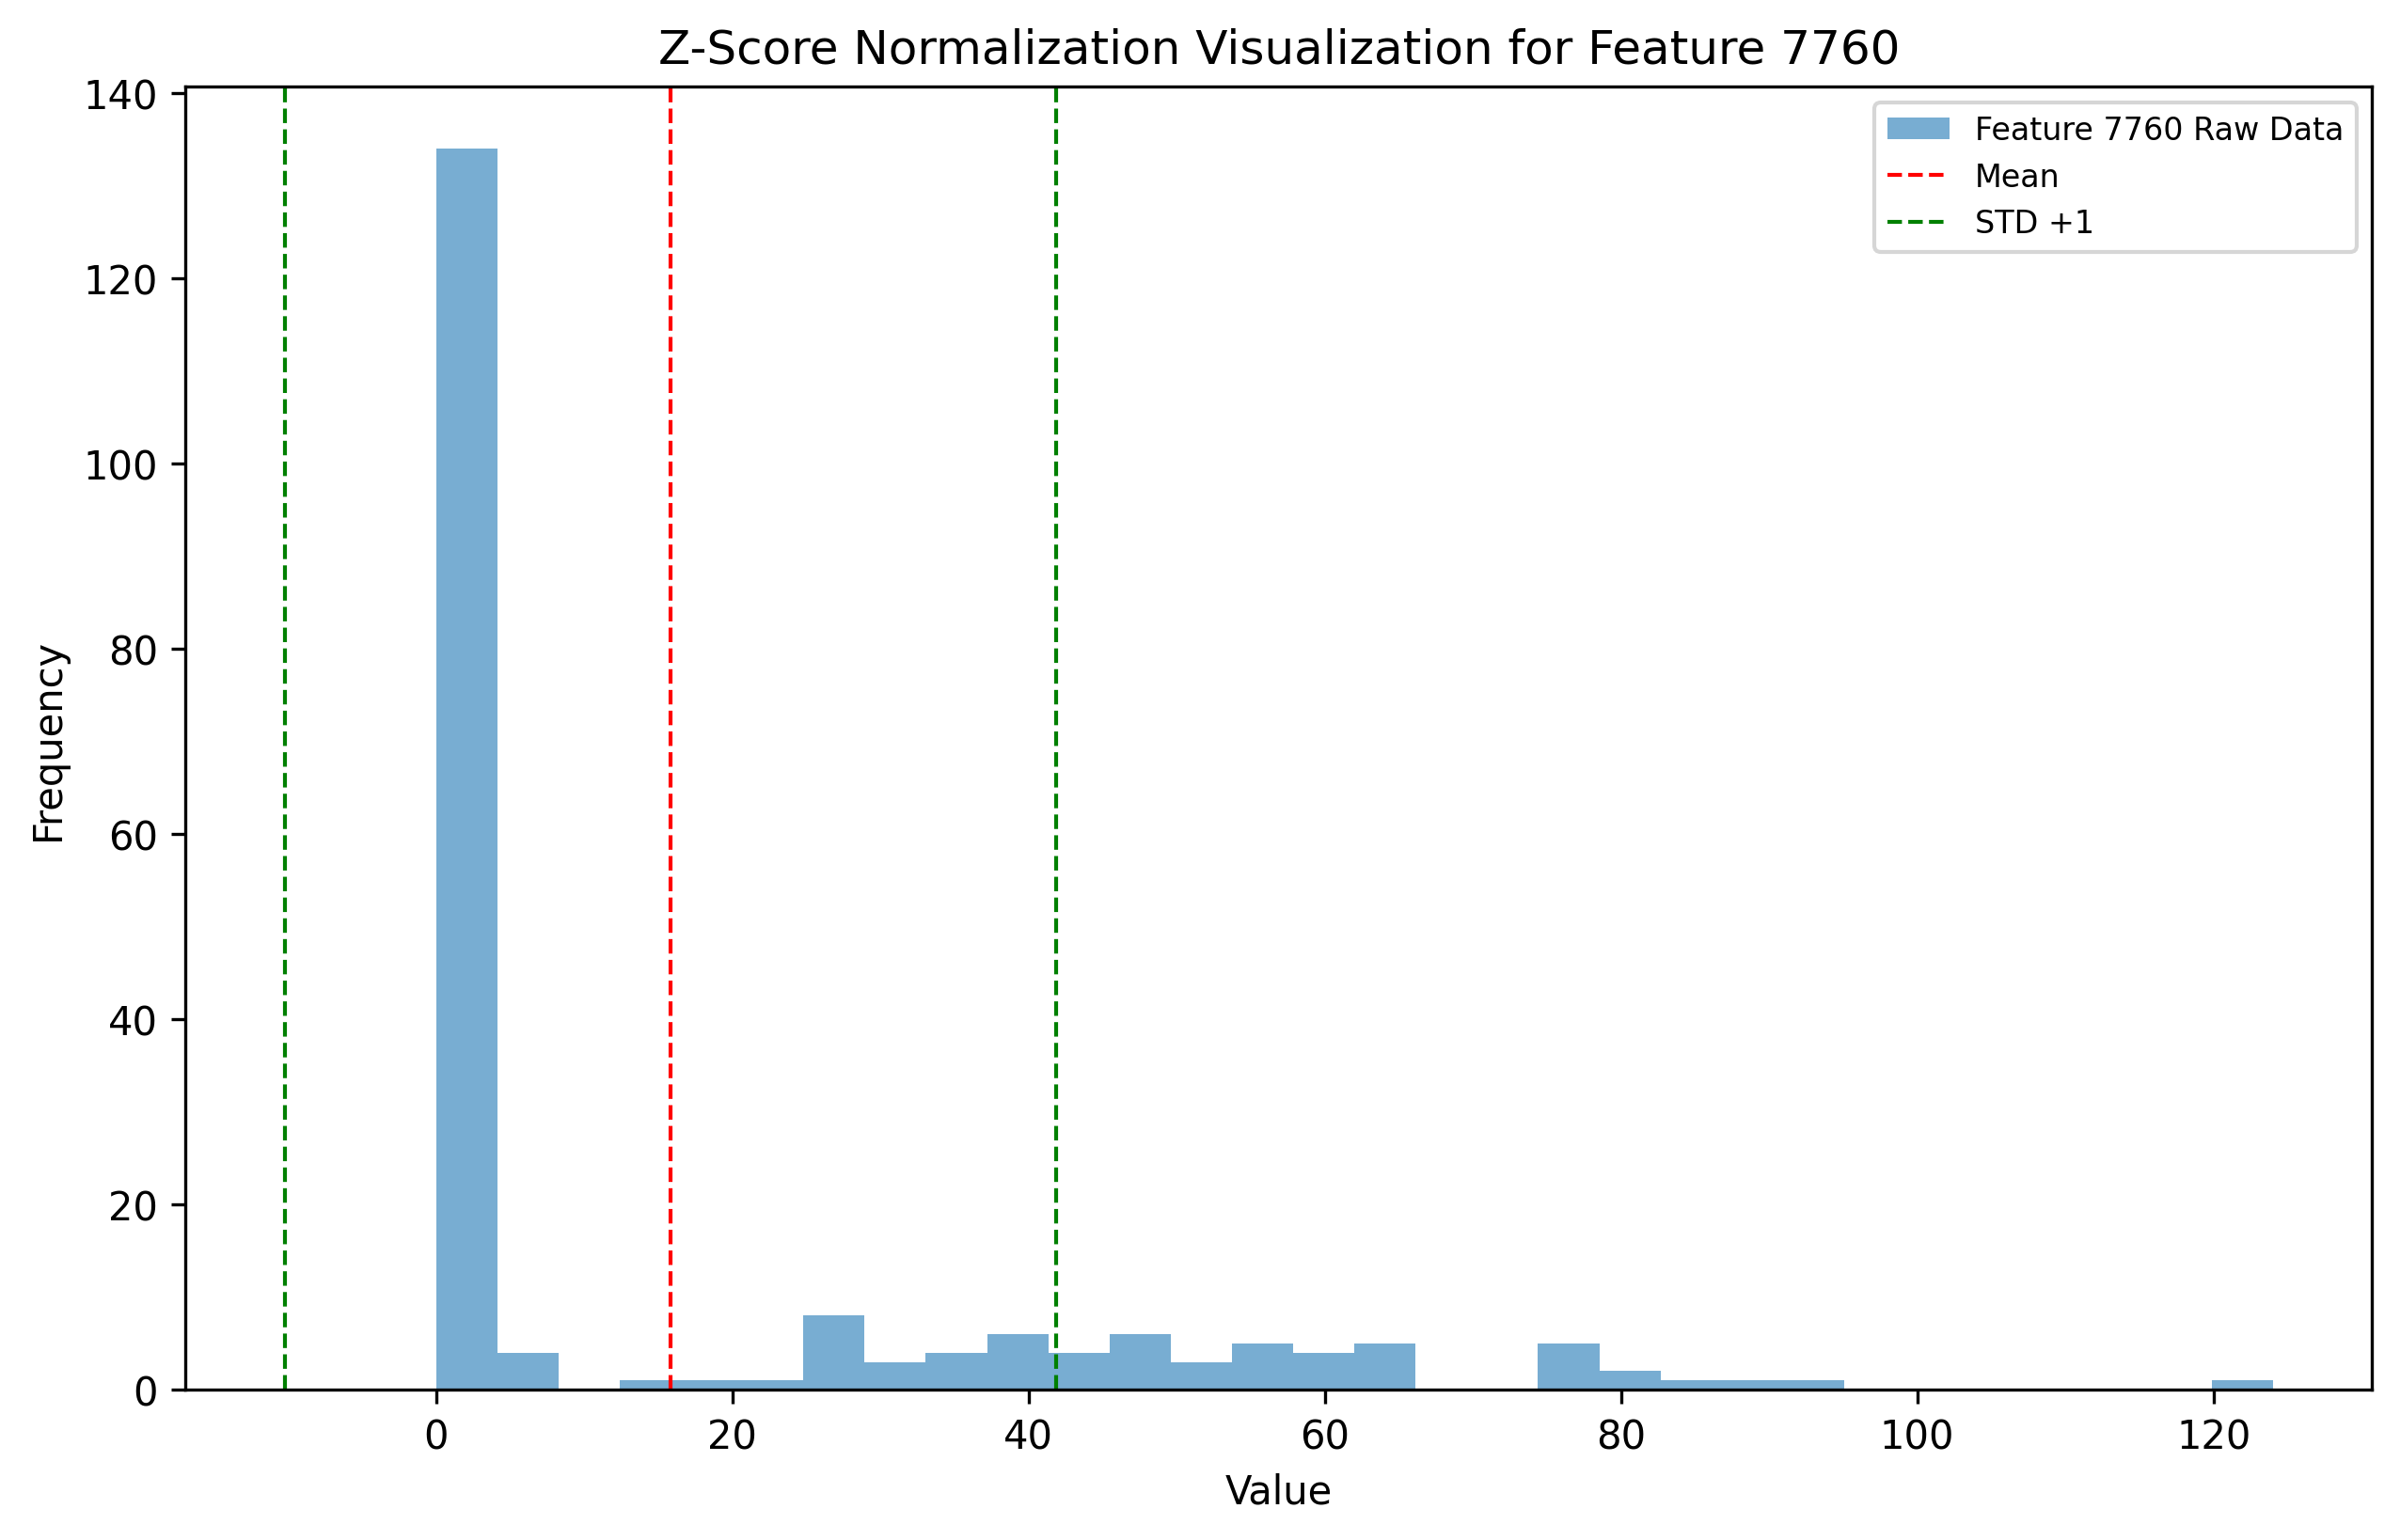 Z-Score Normalization Visualization for Feature 7760
Feature 7760 Raw Data
Mean
STD +1
140
120
100
80
60
40
20
0
Frequency
0 20 40 60 80 100 120
Value